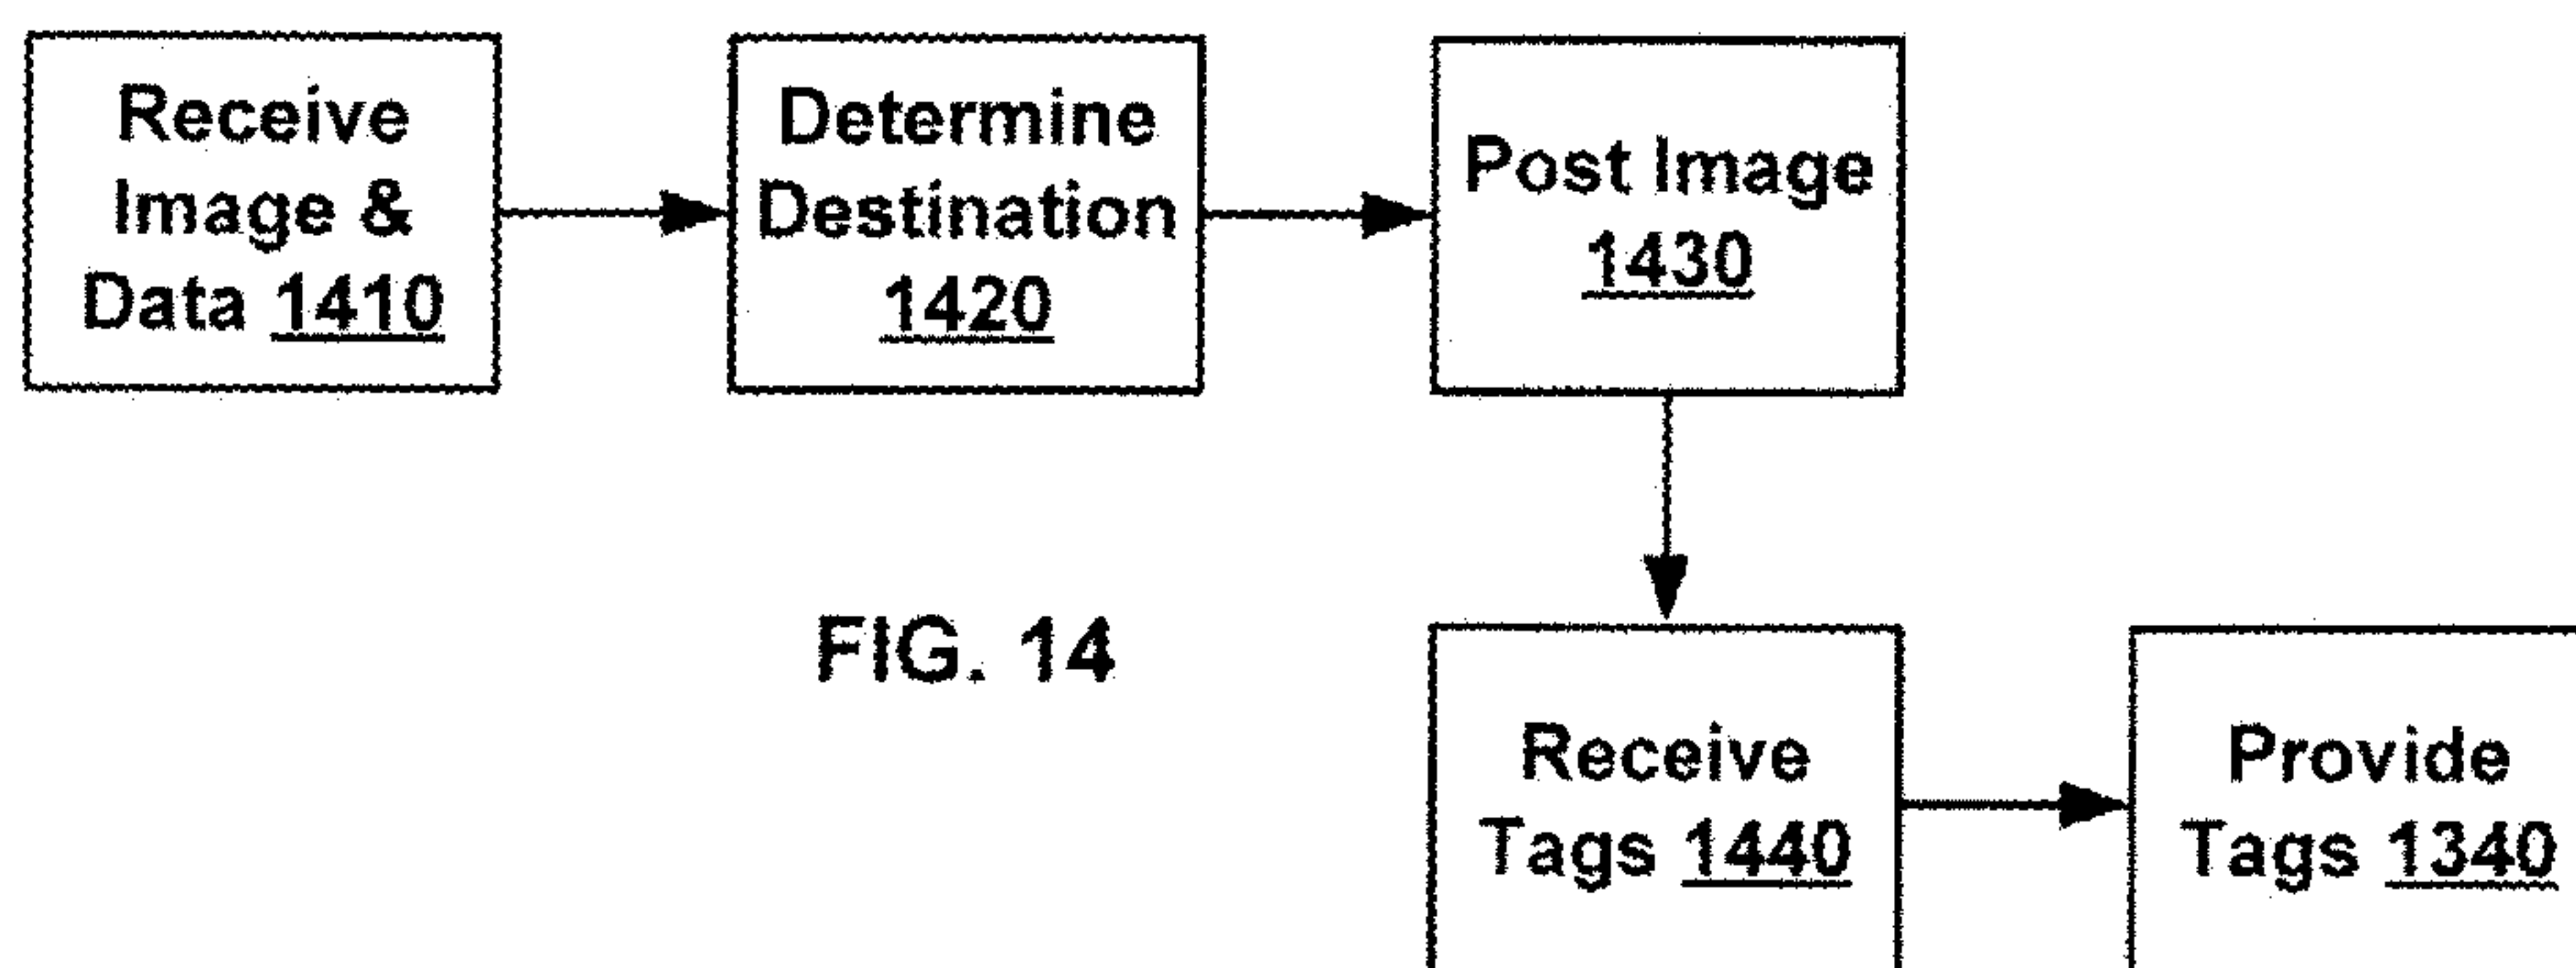 Receive
Image &
Data 1410
Determine
Destination
1420
Post Image
1430
FIG. 14
Receive
Tags 1440
Provide
Tags 1340